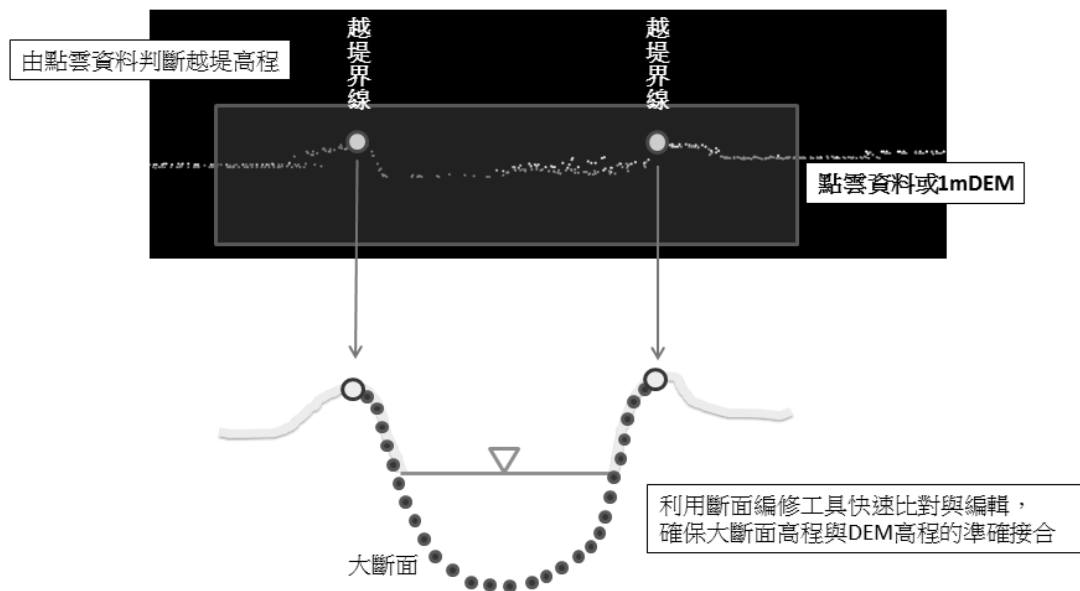 由點雲資料判斷越堤高程
越堤界線
越堤界線
點雲資料或1mDEM
利用斷面編修工具快速比對與編輯，
確保大斷面高程與DEM高程的準確接合
大斷面